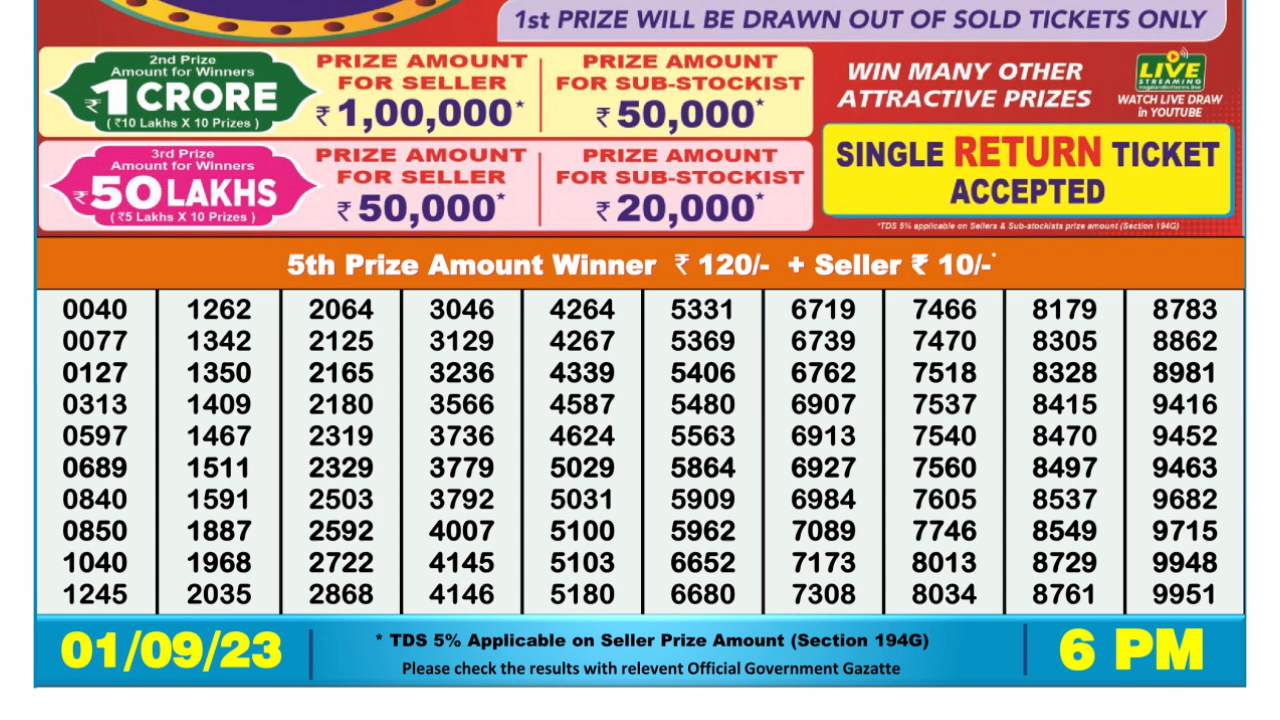 1st PRIZE WILL BE DRAWN OUT OF SOLD TICKETS ONLY
2nd Prize
Amount for Winners
₹1 CRORE
(₹10 Lakhs X 10 Prizes)
PRIZE AMOUNT
FOR SELLER
₹1,00,000*
PRIZE AMOUNT
FOR SUB-STOCKIST
₹50,000*
3rd Prize
Amount for Winners
₹50 LAKHS
(₹5 Lakhs X 10 Prizes)
PRIZE AMOUNT
FOR SELLER
₹50,000*
PRIZE AMOUNT
FOR SUB-STOCKIST
₹20,000*
WIN MANY OTHER
ATTRACTIVE PRIZES
LIVE
STREAMING
WATCH LIVE DRAW
in YOUTUBE
SINGLE RETURN TICKET
ACCEPTED
*TDS 5% applicable on Sellers & Sub-stockists prize amount (Section 194G)
5th Prize Amount Winner ₹ 120/- + Seller ₹ 10/-*
0040 1262 2064 3046 4264 5331 6719 7466 8179 8783
0077 1342 2125 3129 4267 5369 6739 7470 8305 8862
0127 1350 2165 3236 4339 5406 6762 7518 8328 8981
0313 1409 2180 3566 4587 5480 6907 7537 8415 9416
0597 1467 2319 3736 4624 5563 6913 7540 8470 9452
0689 1511 2329 3779 5029 5864 6927 7560 8497 9463
0840 1591 2503 3792 5031 5909 6984 7605 8537 9682
0850 1887 2592 4007 5100 5962 7089 7746 8549 9715
1040 1968 2722 4145 5103 6652 7173 8013 8729 9948
1245 2035 2868 4146 5180 6680 7308 8034 8761 9951
01/09/23
* TDS 5% Applicable on Seller Prize Amount (Section 194G)
Please check the results with relevent Official Government Gazatte
6 PM